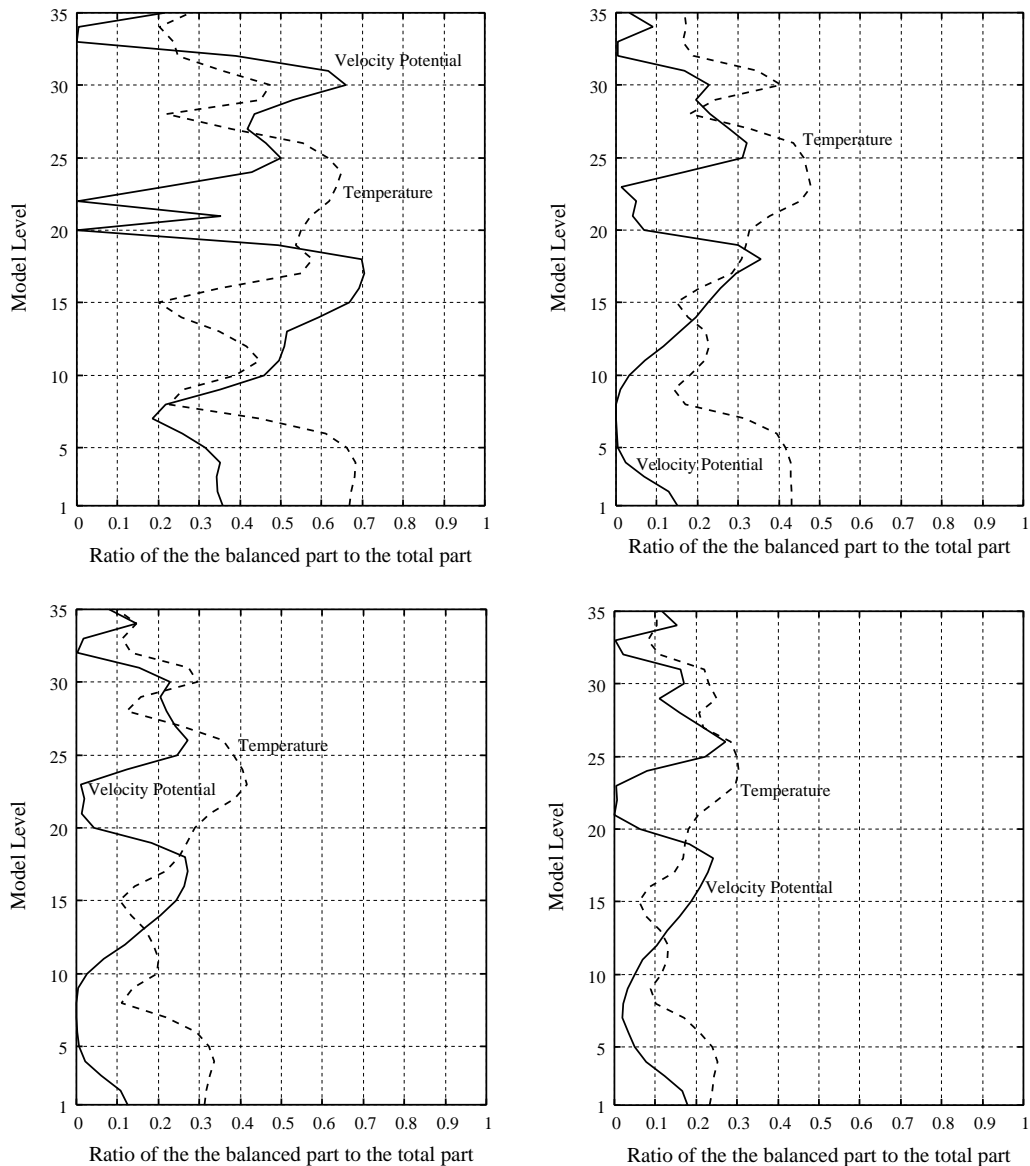 35
30
25
20
15
10
5
1
Model Level
Velocity Potential
Temperature
0 0.1 0.2 0.3 0.4 0.5 0.6 0.7 0.8 0.9 1
Ratio of the the balanced part to the total part
35
30
25
20
15
10
5
1
Model Level
Temperature
Velocity Potential
0 0.1 0.2 0.3 0.4 0.5 0.6 0.7 0.8 0.9 1
Ratio of the the balanced part to the total part
35
30
25
20
15
10
5
1
Model Level
Temperature
Velocity Potential
0 0.1 0.2 0.3 0.4 0.5 0.6 0.7 0.8 0.9 1
Ratio of the the balanced part to the total part
35
30
25
20
15
10
5
1
Model Level
Temperature
Velocity Potential
0 0.1 0.2 0.3 0.4 0.5 0.6 0.7 0.8 0.9 1
Ratio of the the balanced part to the total part